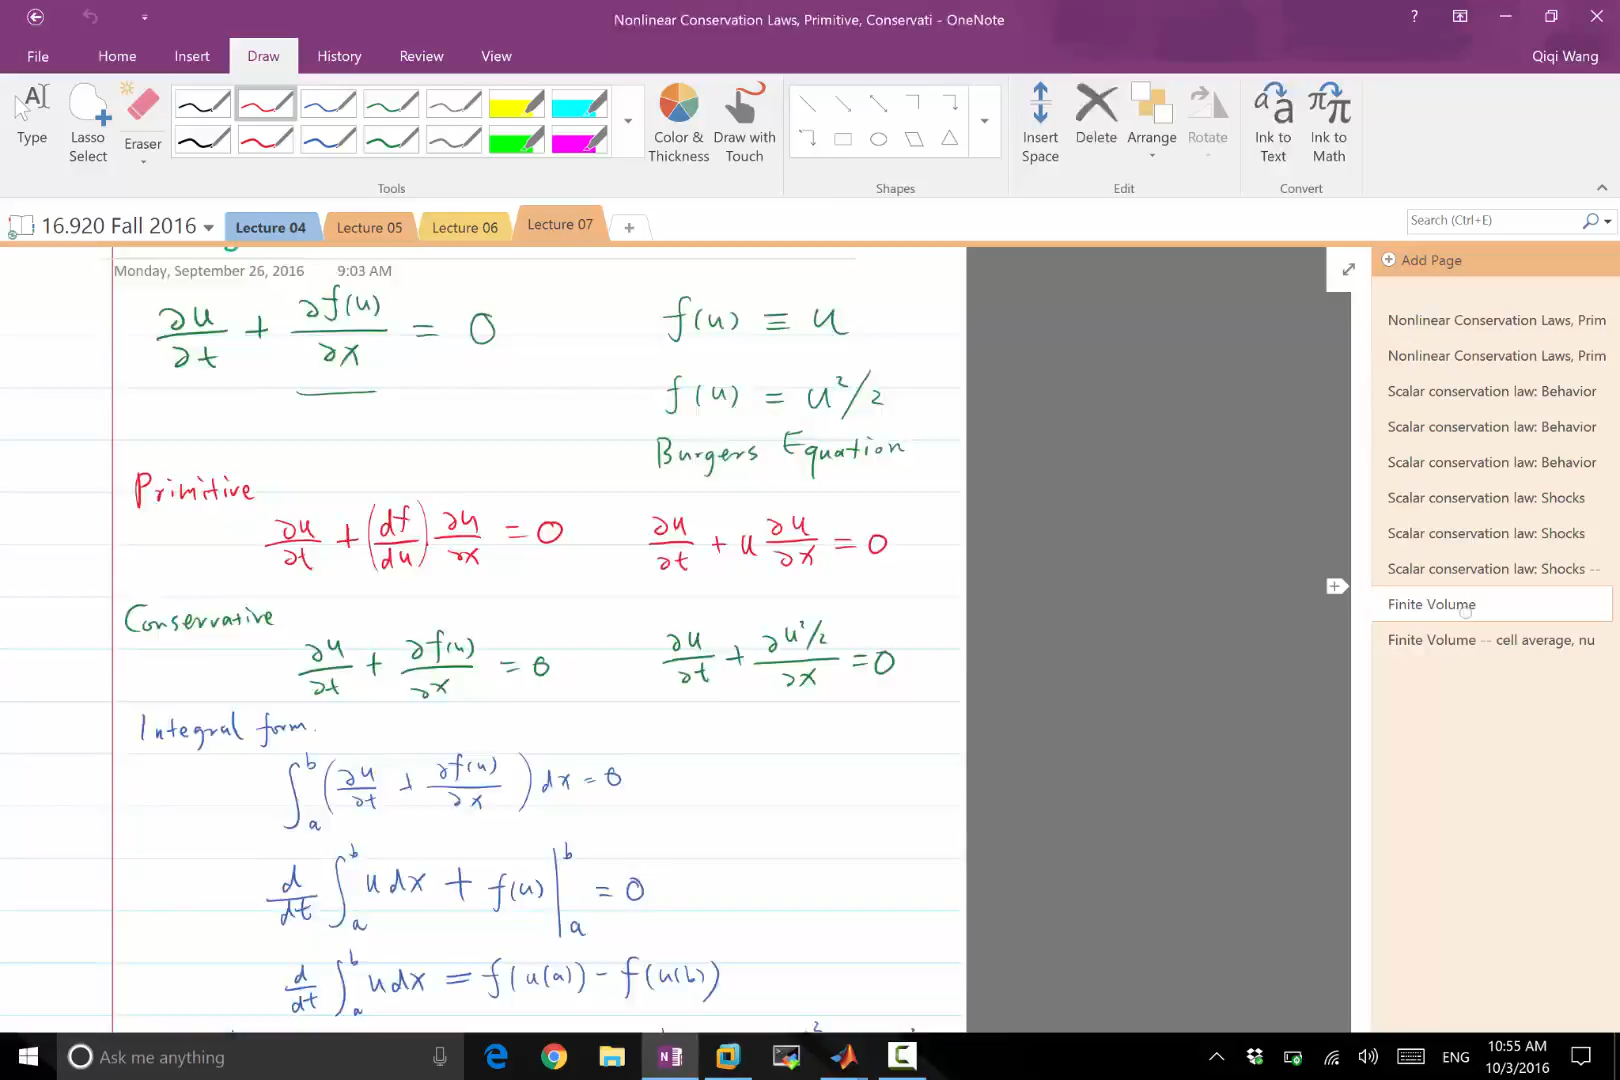 Nonlinear Conservation Laws, Primitive, Conservati - OneNote
?
File Home Insert Draw History Review View Qiqi Wang
Type
Lasso Select
Eraser
Color & Thickness
Draw with Touch
Insert Space
Delete
Arrange
Rotate
Ink to Text
Ink to Math
Tools Shapes Edit Convert
16.920 Fall 2016 Lecture 04 Lecture 05 Lecture 06 Lecture 07 + Search (Ctrl+E)
Monday, September 26, 2016 9:03 AM
∂u/∂t + ∂f(u)/∂x = 0 f(u) ≡ u
f(u) = u²/2
Burgers Equation
Primitive
∂u/∂t + (df/du) · ∂u/∂x = 0 ∂u/∂t + u ∂u/∂x = 0
Conservative
∂u/∂t + ∂f(u)/∂x = 0 ∂u/∂t + ∂u²/2/∂x = 0
Integral form.
∫_a^b (∂u/∂t + ∂f(u)/∂x) dx = 0
d/dt ∫_a^b u dx + f(u) |_a^b = 0
d/dt ∫_a^b u dx = f(u(a)) - f(u(b))
Add Page
Nonlinear Conservation Laws, Prim
Nonlinear Conservation Laws, Prim
Scalar conservation law: Behavior
Scalar conservation law: Behavior
Scalar conservation law: Behavior
Scalar conservation law: Shocks
Scalar conservation law: Shocks
Scalar conservation law: Shocks --
Finite Volume
Finite Volume -- cell average, nu
Ask me anything
ENG
10:55 AM
10/3/2016